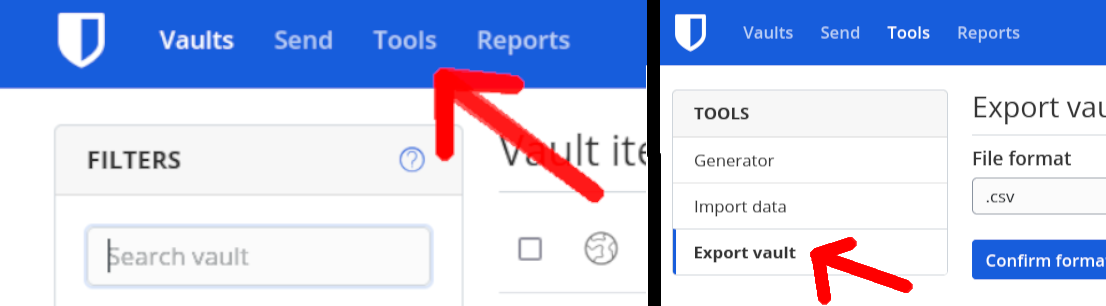 Vaults Send Tools Reports
FILTERS
Search vault
Vault ite
Vaults Send Tools Reports
TOOLS
Generator
Import data
Export vault
Export vau
File format
.csv
Confirm forma